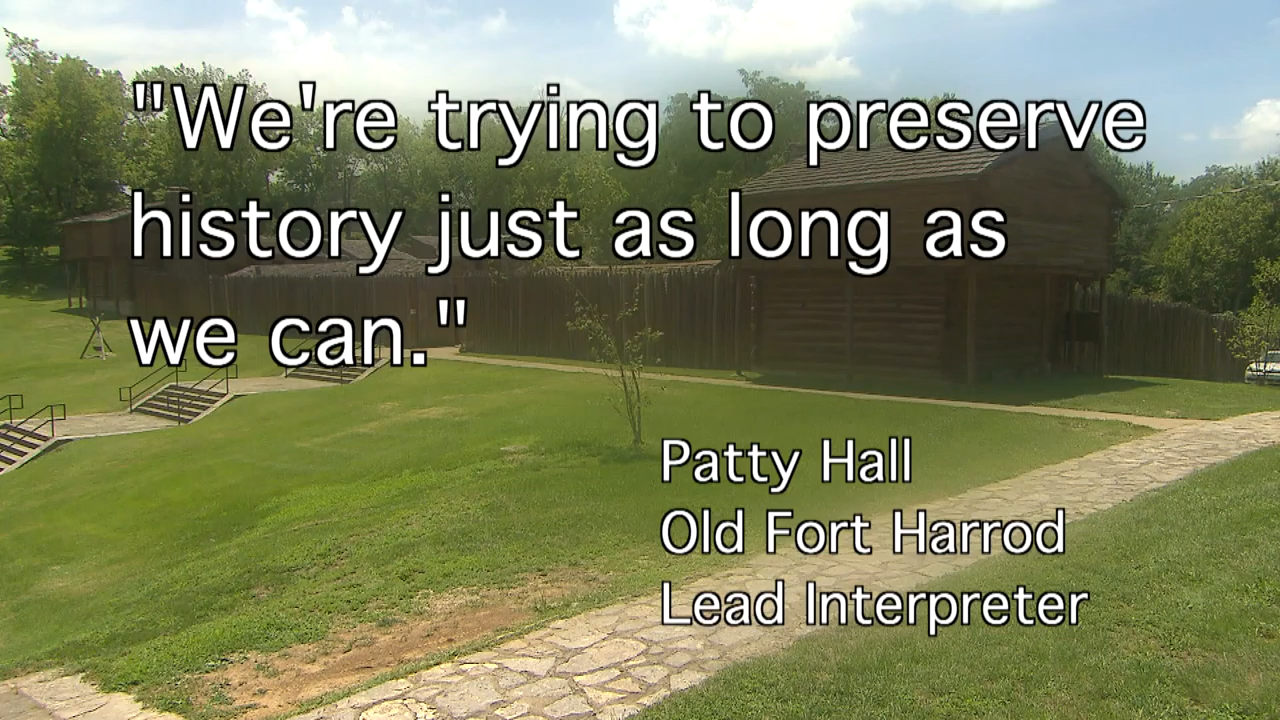 "We're trying to preserve
history just as long as
we can."
Patty Hall
Old Fort Harrod
Lead Interpreter